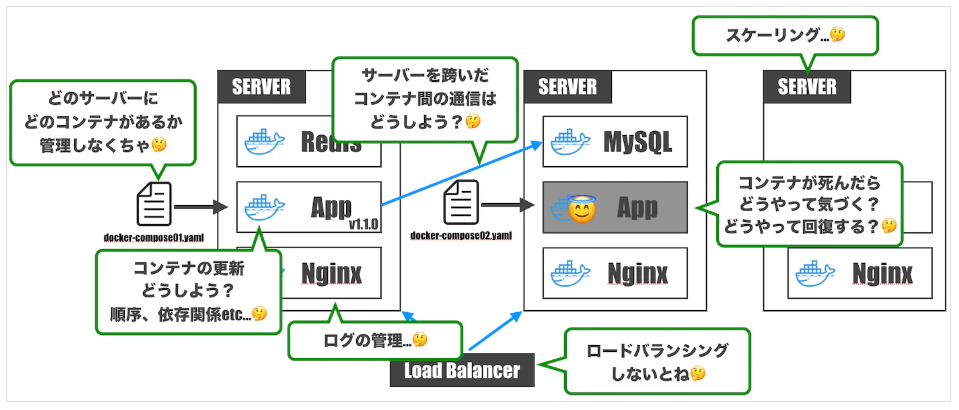 スケーリング...🤔
SERVER
どのサーバーに
どのコンテナがあるか
管理しなくちゃ🤔
サーバーを跨いだ
コンテナ間の通信は
どうしよう？🤔
SERVER
SERVER
Redis
MySQL
docker-compose01.yaml
App
v1.1.0
docker-compose02.yaml
App
コンテナが死んだら
どうやって気づく？
どうやって回復する？🤔
コンテナの更新
どうしよう？
順序、依存関係etc...🤔
Nginx
Nginx
Nginx
ログの管理...🤔
Load Balancer
ロードバランシング
しないとね🤔